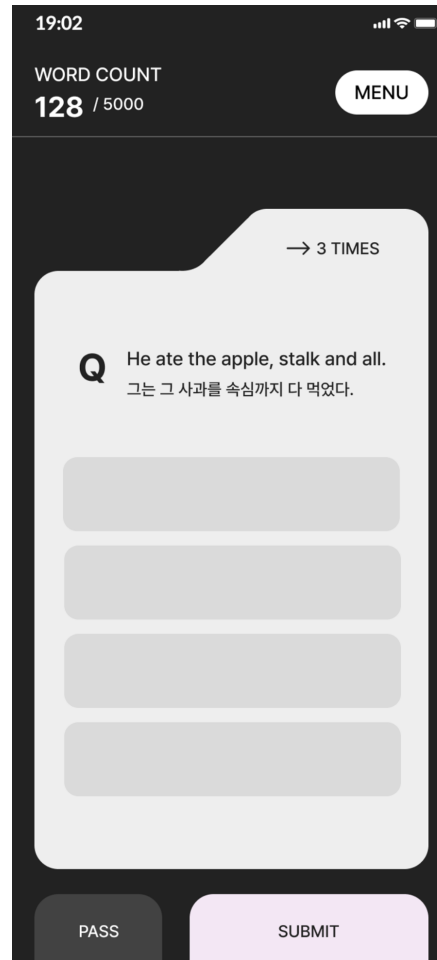 19:02
WORD COUNT
128 / 5000
MENU
→ 3 TIMES
Q He ate the apple, stalk and all.
그는 그 사과를 속심까지 다 먹었다.
PASS
SUBMIT